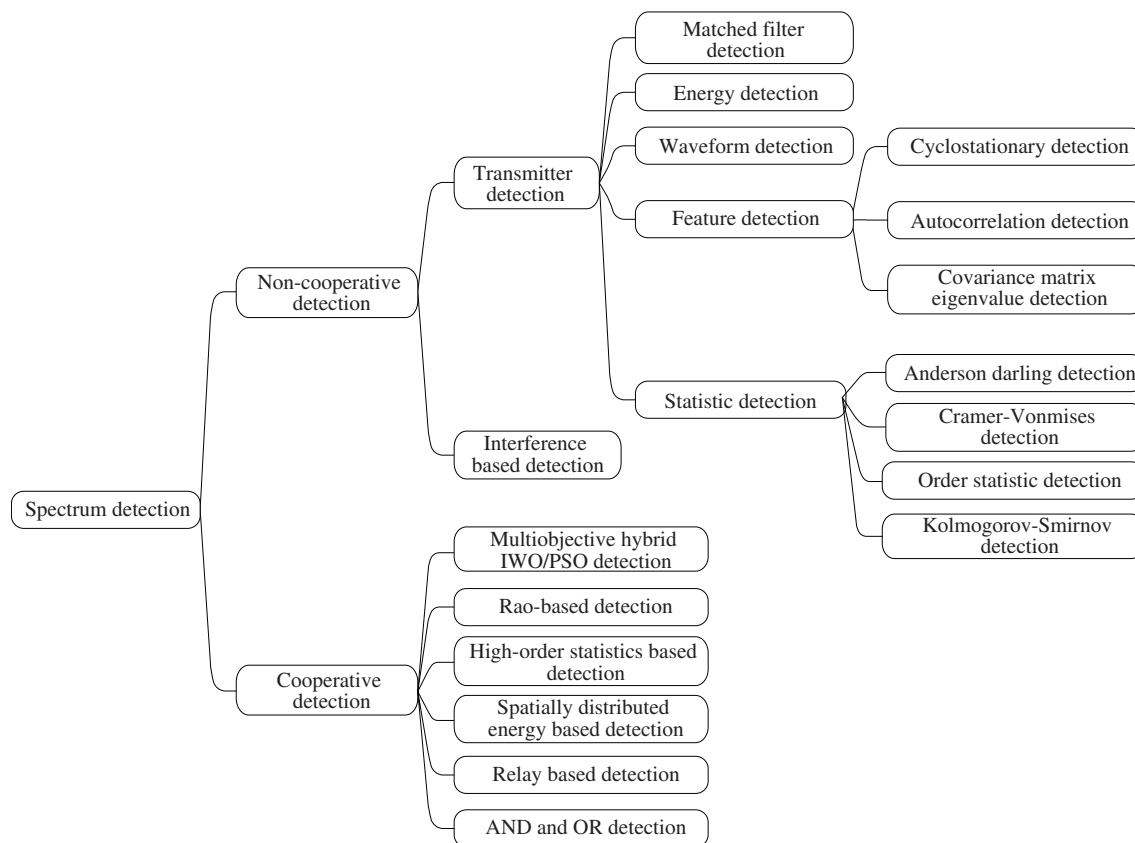 Matched filter
detection
Energy detection
Waveform detection
Cyclostationary detection
Transmitter
detection
Feature detection
Autocorrelation detection
Non-cooperative
detection
Covariance matrix
eigenvalue detection
Anderson darling detection
Statistic detection
Cramer-Vonmises
detection
Interference
based detection
Order statistic detection
Spectrum detection
Kolmogorov-Smirnov
detection
Multiobjective hybrid
IWO/PSO detection
Rao-based detection
High-order statistics based
detection
Cooperative
detection
Spatially distributed
energy based detection
Relay based detection
AND and OR detection